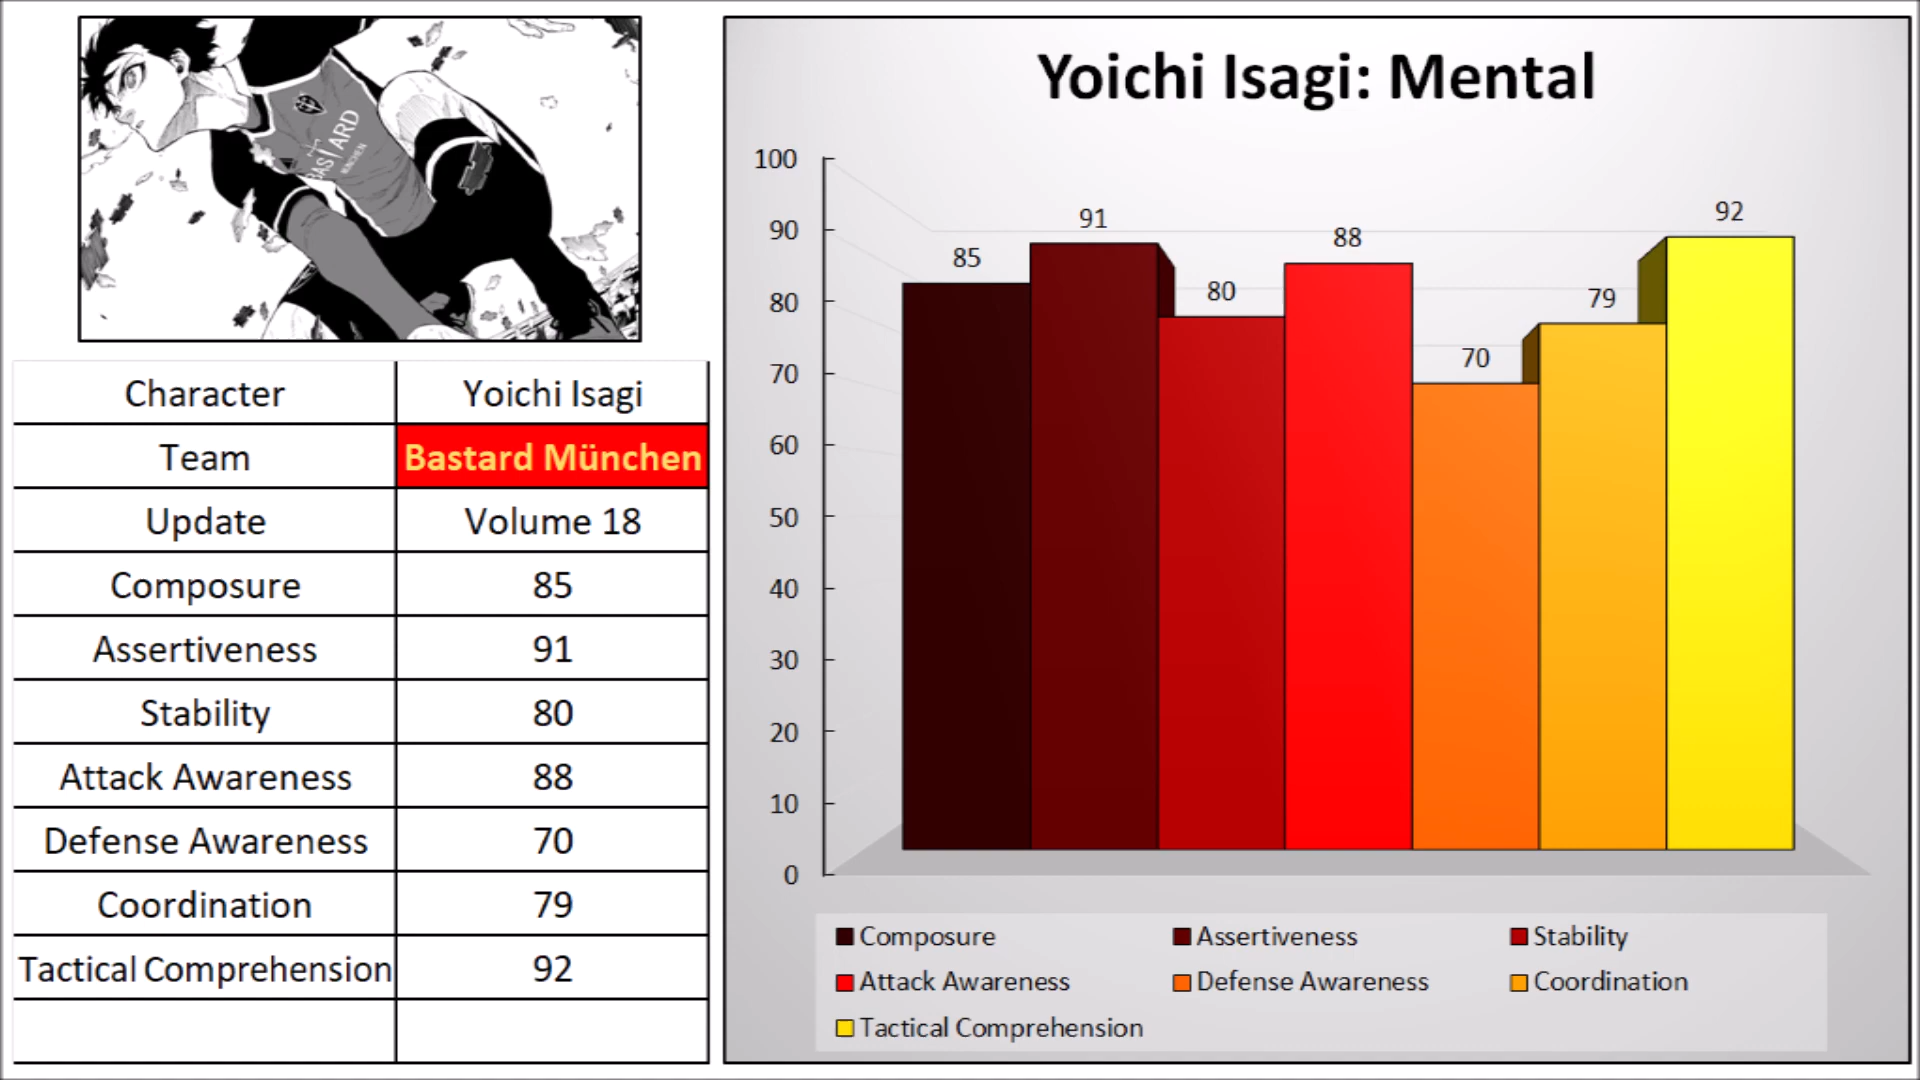 BASTARD
MÜNCHEN
Character Yoichi Isagi
Team Bastard München
Update Volume 18
Composure 85
Assertiveness 91
Stability 80
Attack Awareness 88
Defense Awareness 70
Coordination 79
Tactical Comprehension 92
Yoichi Isagi: Mental
100
90
80
70
60
50
40
30
20
10
0
85
91
80
88
70
79
92
Composure Assertiveness Stability
Attack Awareness Defense Awareness Coordination
Tactical Comprehension